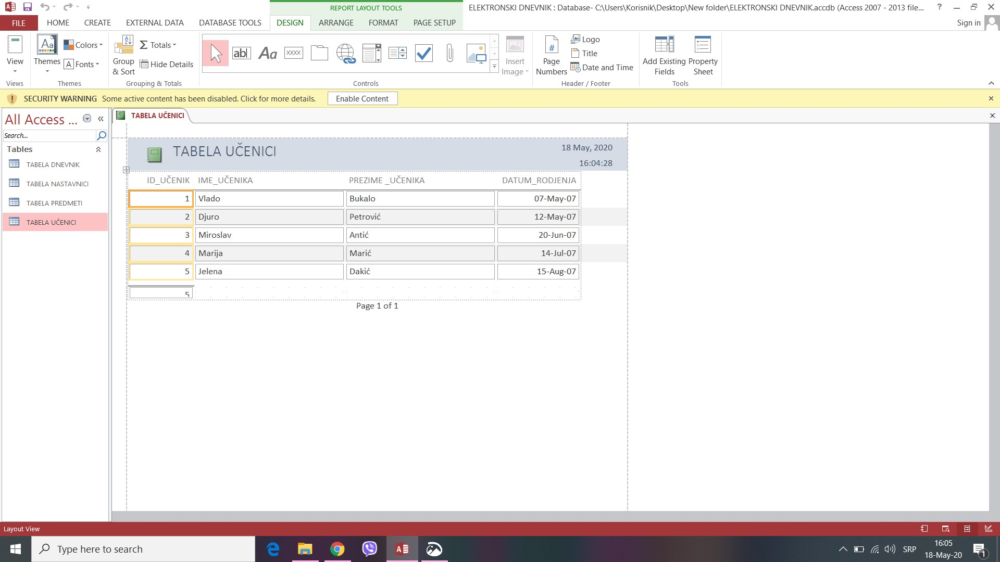 REPORT LAYOUT TOOLS
ELEKTRONSKI DNEVNIK : Database- C:\Users\Korisnik\Desktop\New folder\ELEKTRONSKI DNEVNIK.accdb (Access 2007 - 2013 file...
?
FILE HOME CREATE EXTERNAL DATA DATABASE TOOLS DESIGN ARRANGE FORMAT PAGE SETUP Sign in
View
Views
Aa
Themes
Colors
A Fonts
Themes
Group & Sort
Σ Totals
Hide Details
Grouping & Totals
ab|
Aa
XXXX
Controls
Insert Image
#
Page Numbers
Logo
Title
Date and Time
Header / Footer
Add Existing Fields
Property Sheet
Tools
SECURITY WARNING Some active content has been disabled. Click for more details. Enable Content
All Access ...
Search...
Tables
TABELA DNEVNIK
TABELA NASTAVNICI
TABELA PREDMETI
TABELA UČENICI
TABELA UČENICI
TABELA UČENICI
18 May, 2020
16:04:28
ID_UČENIK IME_UČENIKA PREZIME _UČENIKA DATUM_RODJENJA
1 Vlado Bukalo 07-May-07
2 Djuro Petrović 12-May-07
3 Miroslav Antić 20-Jun-07
4 Marija Marić 14-Jul-07
5 Jelena Dakić 15-Aug-07
5
Page 1 of 1
Layout View
Type here to search
SRP
16:05
18-May-20
1